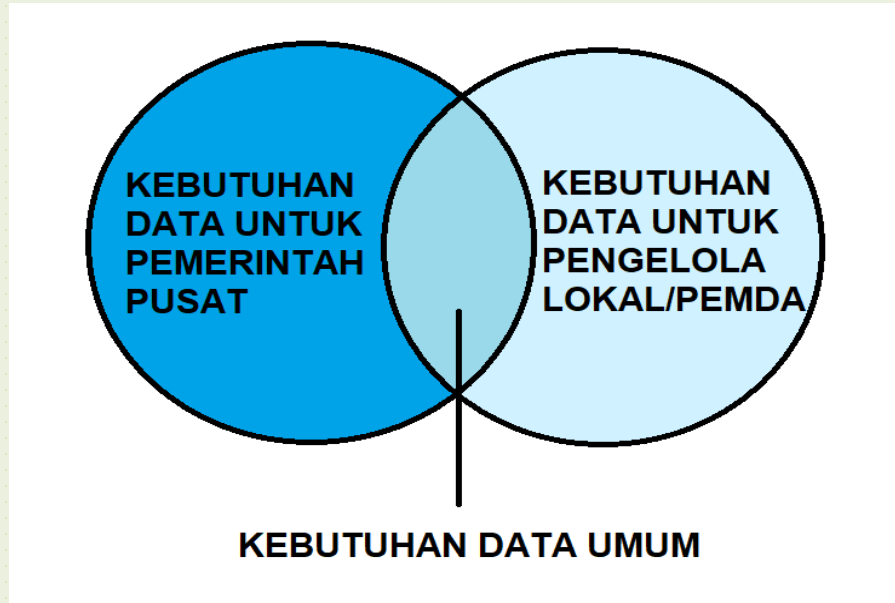 KEBUTUHAN
DATA UNTUK
PEMERINTAH
PUSAT
KEBUTUHAN
DATA UNTUK
PENGELOLA
LOKAL/PEMDA
KEBUTUHAN DATA UMUM